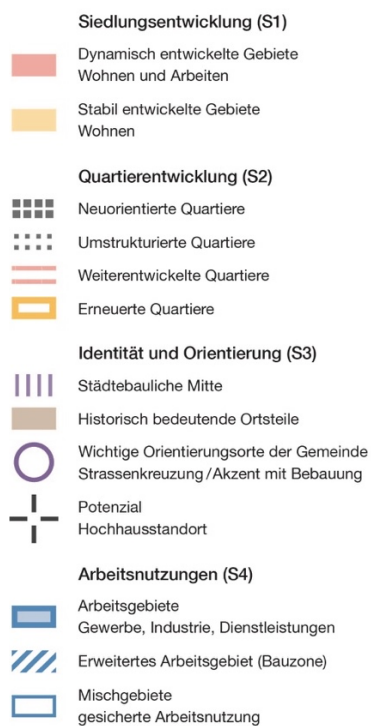 Siedlungsentwicklung (S1)
Dynamisch entwickelte Gebiete
Wohnen und Arbeiten
Stabil entwickelte Gebiete
Wohnen
Quartierentwicklung (S2)
Neuorientierte Quartiere
Umstrukturierte Quartiere
Weiterentwickelte Quartiere
Erneuerte Quartiere
Identität und Orientierung (S3)
Städtebauliche Mitte
Historisch bedeutende Ortsteile
Wichtige Orientierungsorte der Gemeinde
Strassenkreuzung/Akzent mit Bebauung
Potenzial
Hochhausstandort
Arbeitsnutzungen (S4)
Arbeitsgebiete
Gewerbe, Industrie, Dienstleistungen
Erweitertes Arbeitsgebiet (Bauzone)
Mischgebiete
gesicherte Arbeitsnutzung